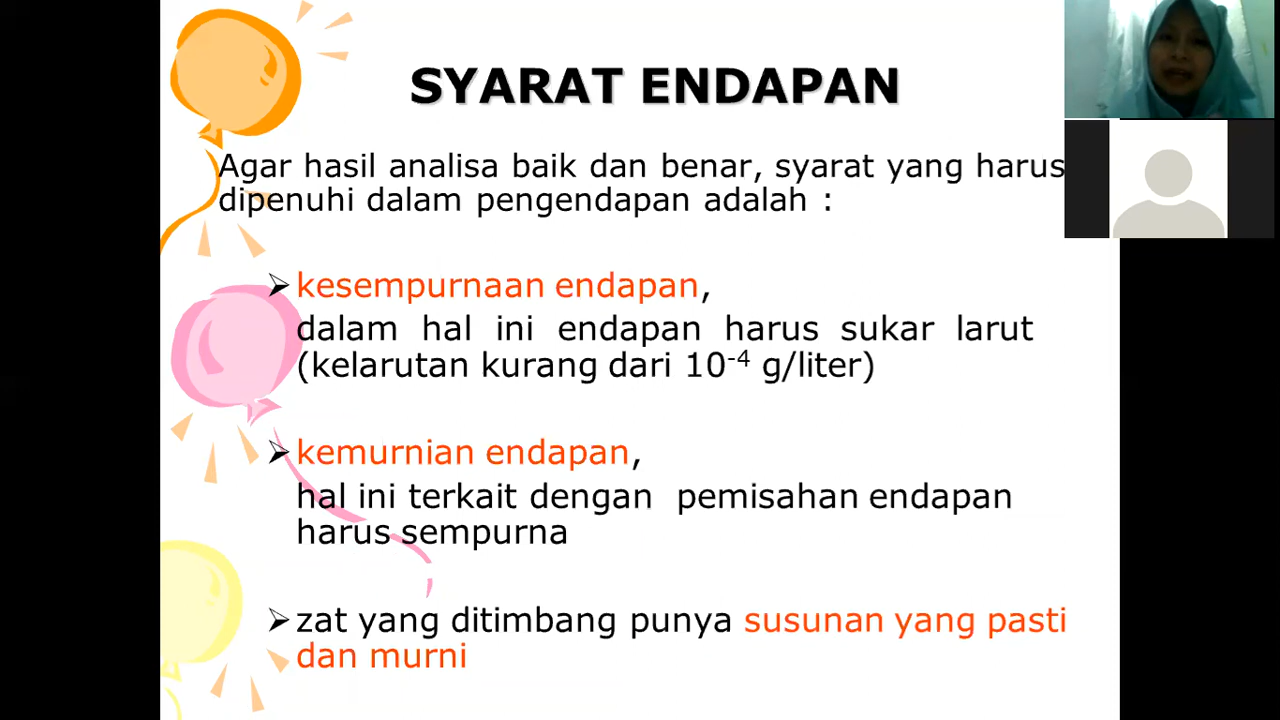 SYARAT ENDAPAN
Agar hasil analisa baik dan benar, syarat yang harus
dipenuhi dalam pengendapan adalah :
➢ kesempurnaan endapan,
dalam hal ini endapan harus sukar larut
(kelarutan kurang dari 10⁻⁴ g/liter)
➢ kemurnian endapan,
hal ini terkait dengan pemisahan endapan
harus sempurna
➢ zat yang ditimbang punya susunan yang pasti
dan murni